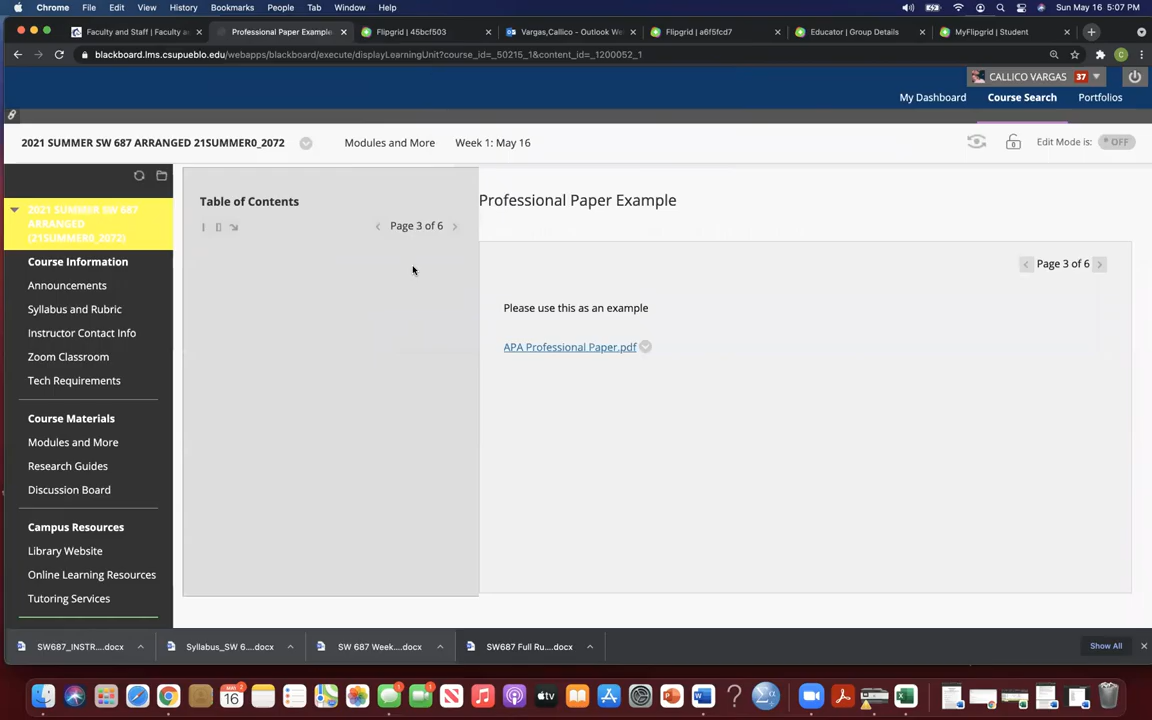 Chrome File Edit View History Bookmarks People Tab Window Help Sun May 16 5:07 PM
Faculty and Staff | Faculty a Professional Paper Example Flipgrid | 45bcf503 Vargas,Callico - Outlook We Flipgrid | a6f5fcd7 Educator | Group Details MyFlipgrid | Student
blackboard.lms.csupueblo.edu/webapps/blackboard/execute/displayLearningUnit?course_id=_50215_1&content_id=_1200052_1
CALLICO VARGAS 37
My Dashboard Course Search Portfolios
2021 SUMMER SW 687 ARRANGED 21SUMMER0_2072 Modules and More Week 1: May 16 Edit Mode is: OFF
2021 SUMMER SW 687
ARRANGED
(21SUMMER0_2072)
Course Information
Announcements
Syllabus and Rubric
Instructor Contact Info
Zoom Classroom
Tech Requirements
Course Materials
Modules and More
Research Guides
Discussion Board
Campus Resources
Library Website
Online Learning Resources
Tutoring Services
Table of Contents
Page 3 of 6
Professional Paper Example
Page 3 of 6
Please use this as an example
APA Professional Paper.pdf
SW687_INSTR....docx Syllabus_SW 6....docx SW 687 Week....docx SW687 Full Ru....docx Show All